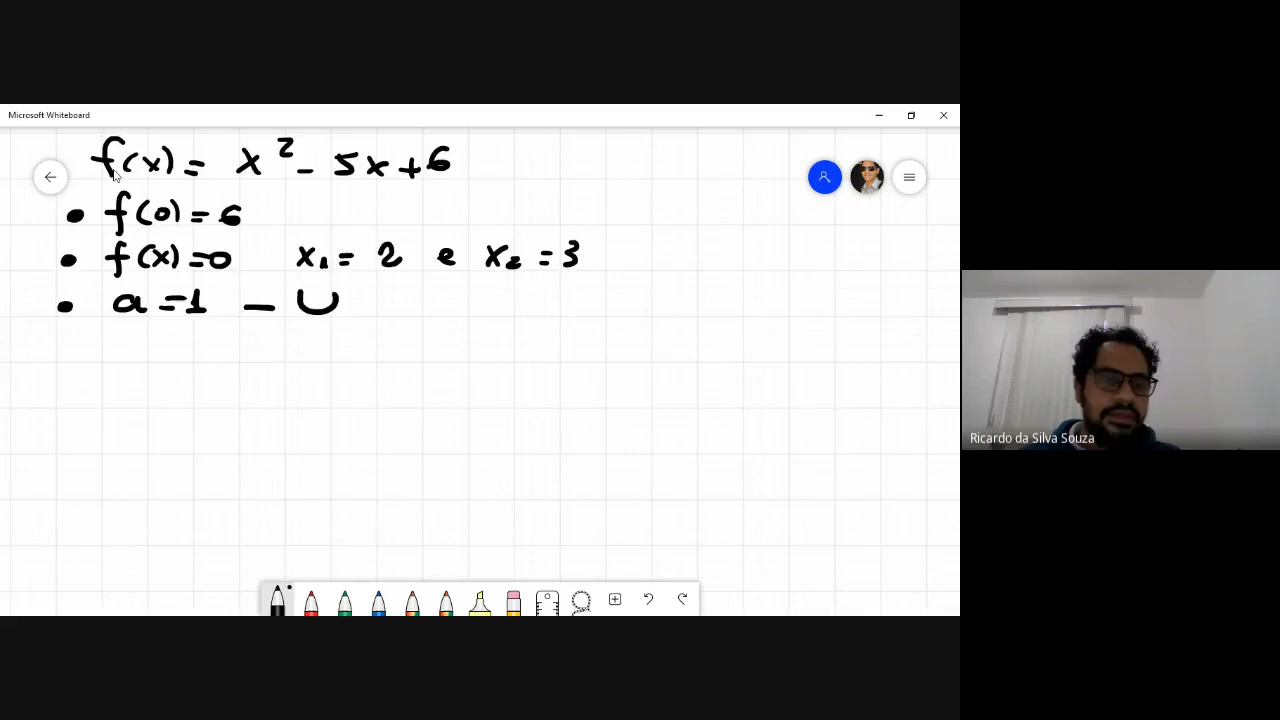 Microsoft Whiteboard
f(x) = x² - 5x + 6
• f(0) = 6
• f(x) = 0 x₁ = 2 e x₂ = 3
• a = 1 - ∪
Ricardo da Silva Souza